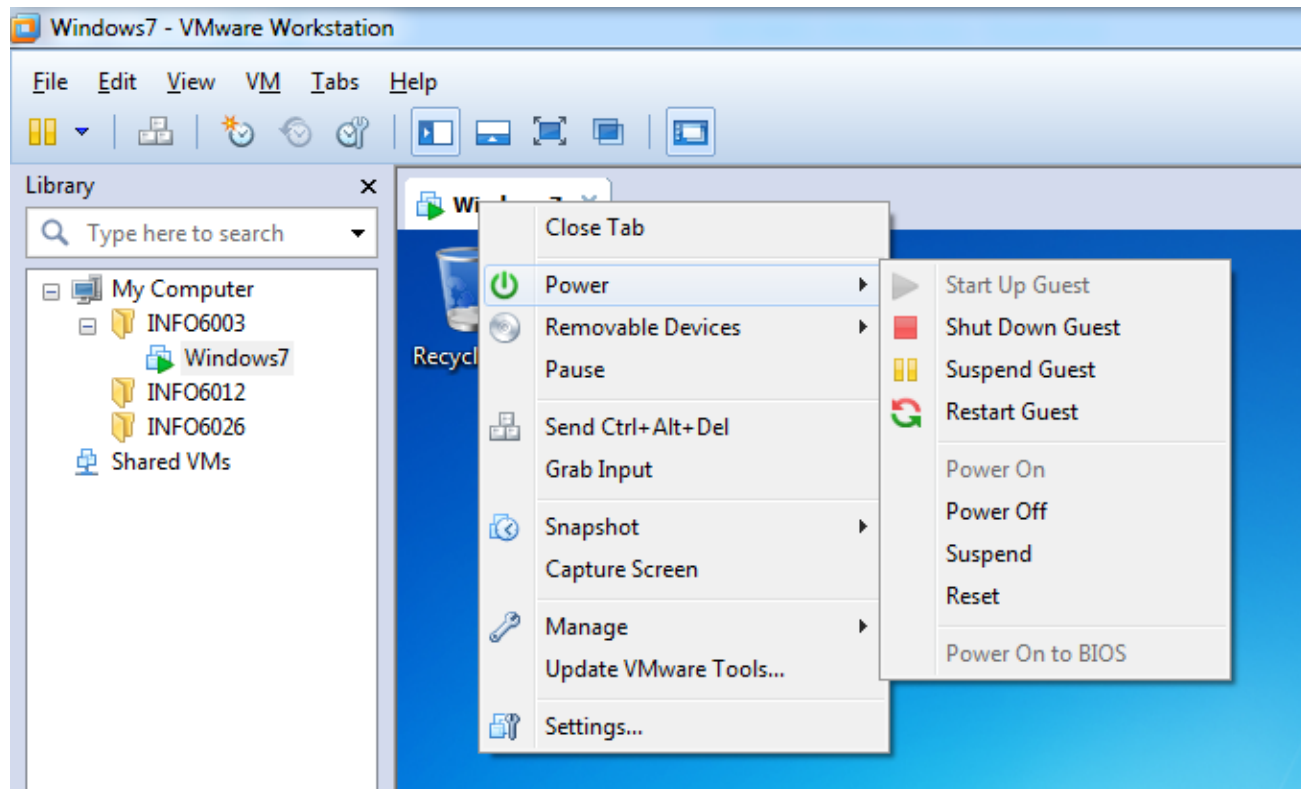 Windows7 - VMware Workstation
File Edit View VM Tabs Help
Library
Type here to search
My Computer
INFO6003
Windows7
INFO6012
INFO6026
Shared VMs
Close Tab
Power
Removable Devices
Pause
Send Ctrl+Alt+Del
Grab Input
Snapshot
Capture Screen
Manage
Update VMware Tools...
Settings...
Start Up Guest
Shut Down Guest
Suspend Guest
Restart Guest
Power On
Power Off
Suspend
Reset
Power On to BIOS